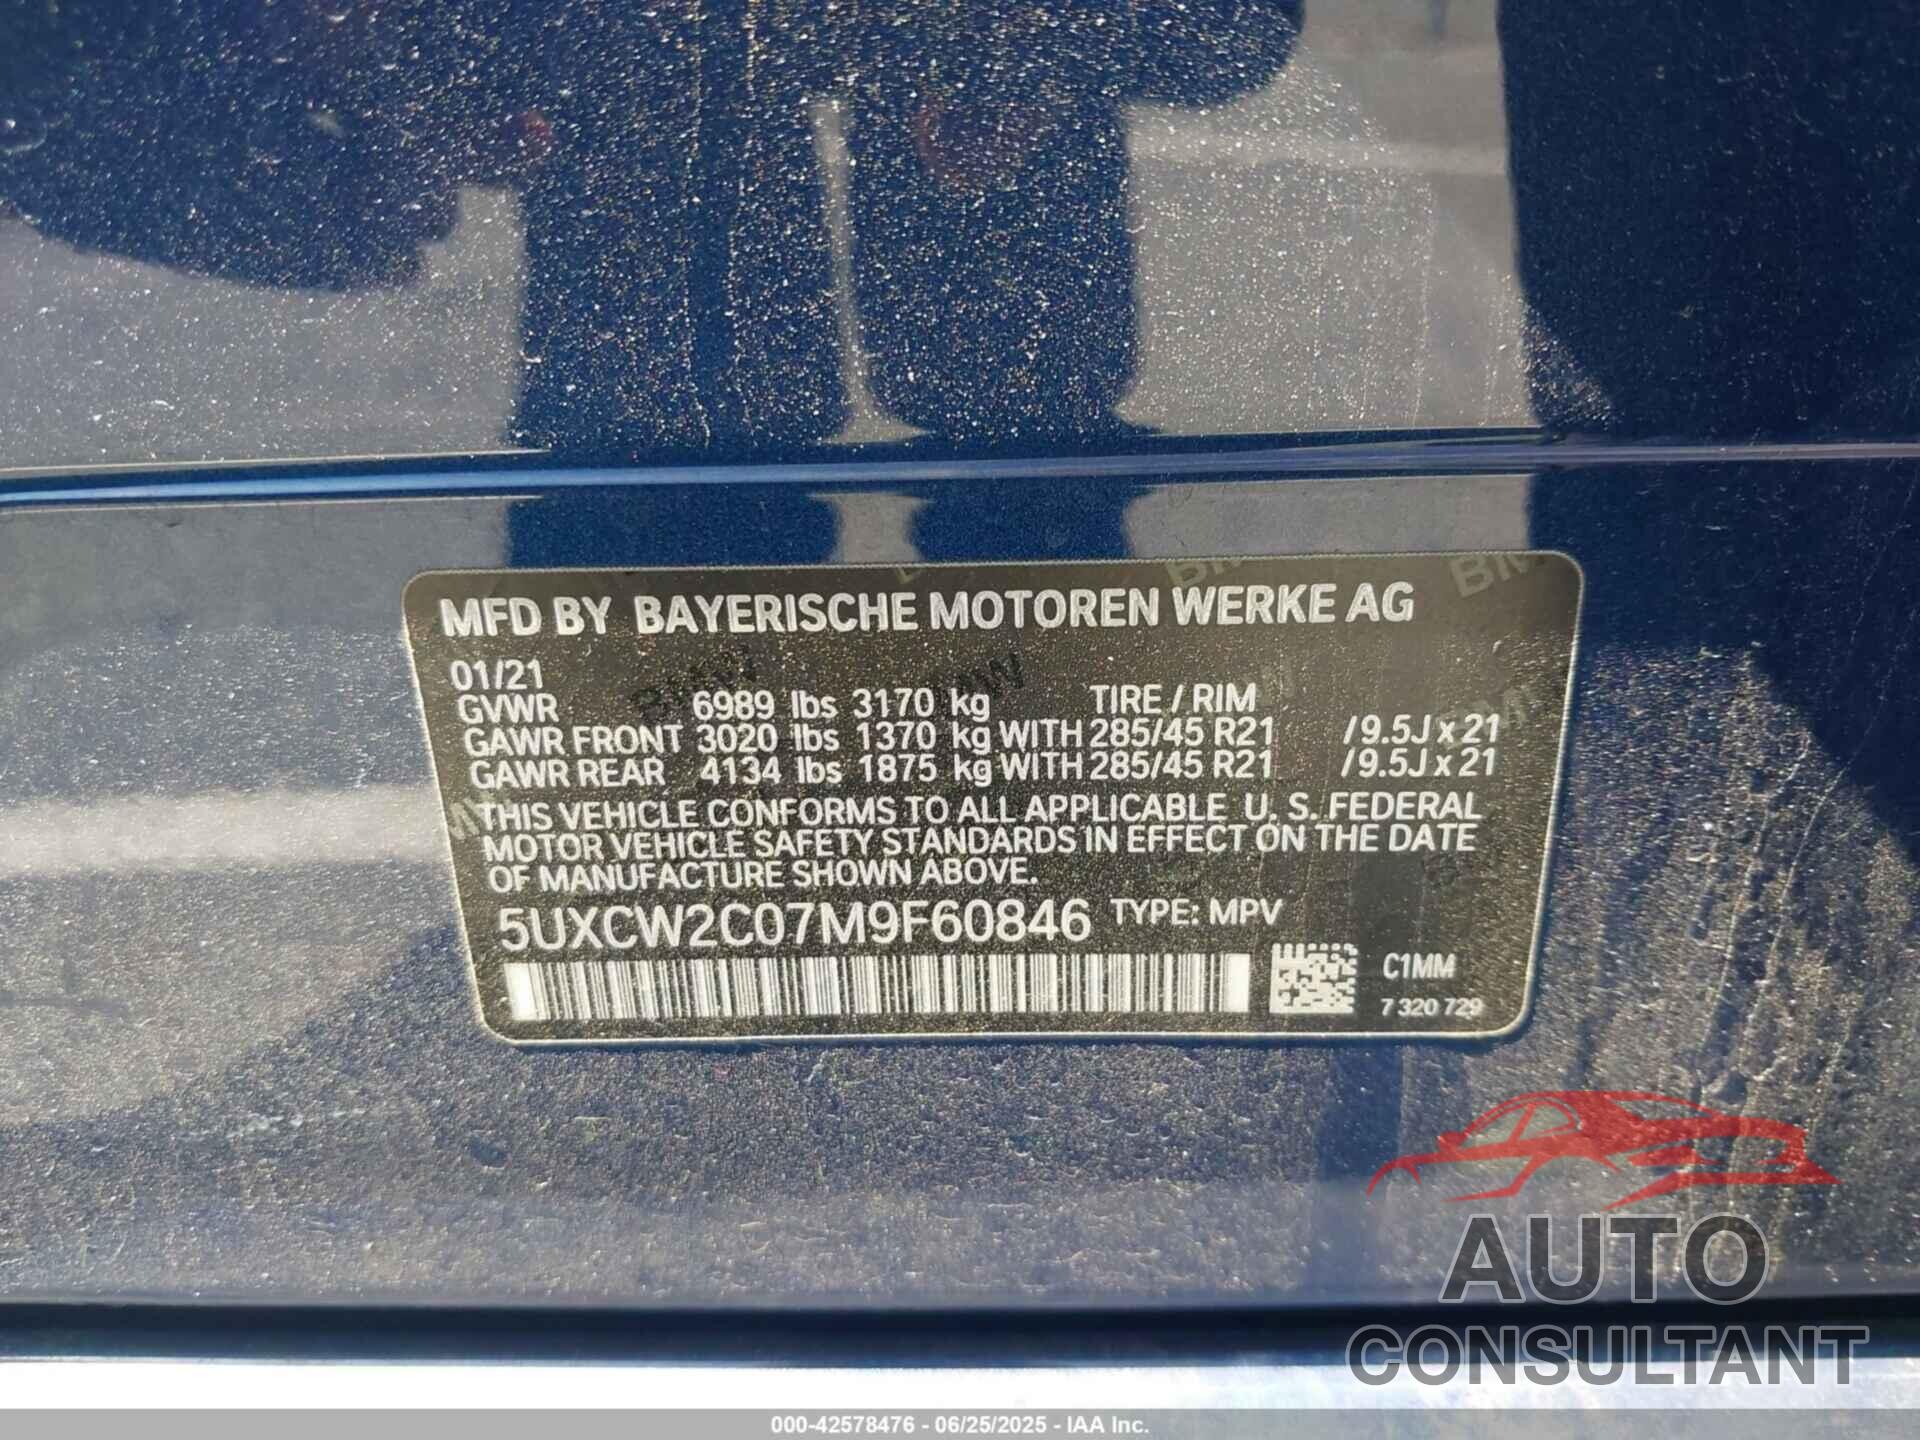 MFD BY BAYERISCHE MOTOREN WERKE AG
01/21
GVWR 6989 lbs 3170 kg TIRE / RIM
GAWR FRONT 3020 lbs 1370 kg WITH 285/45 R21 /9.5J x 21
GAWR REAR 4134 lbs 1875 kg WITH 285/45 R21 /9.5J x 21
THIS VEHICLE CONFORMS TO ALL APPLICABLE U. S. FEDERAL
MOTOR VEHICLE SAFETY STANDARDS IN EFFECT ON THE DATE
OF MANUFACTURE SHOWN ABOVE.
5UXCW2C07M9F60846 TYPE: MPV
C1MM
7 320 729
AUTO
CONSULTANT
000-42578476 - 06/25/2025 - IAA Inc.